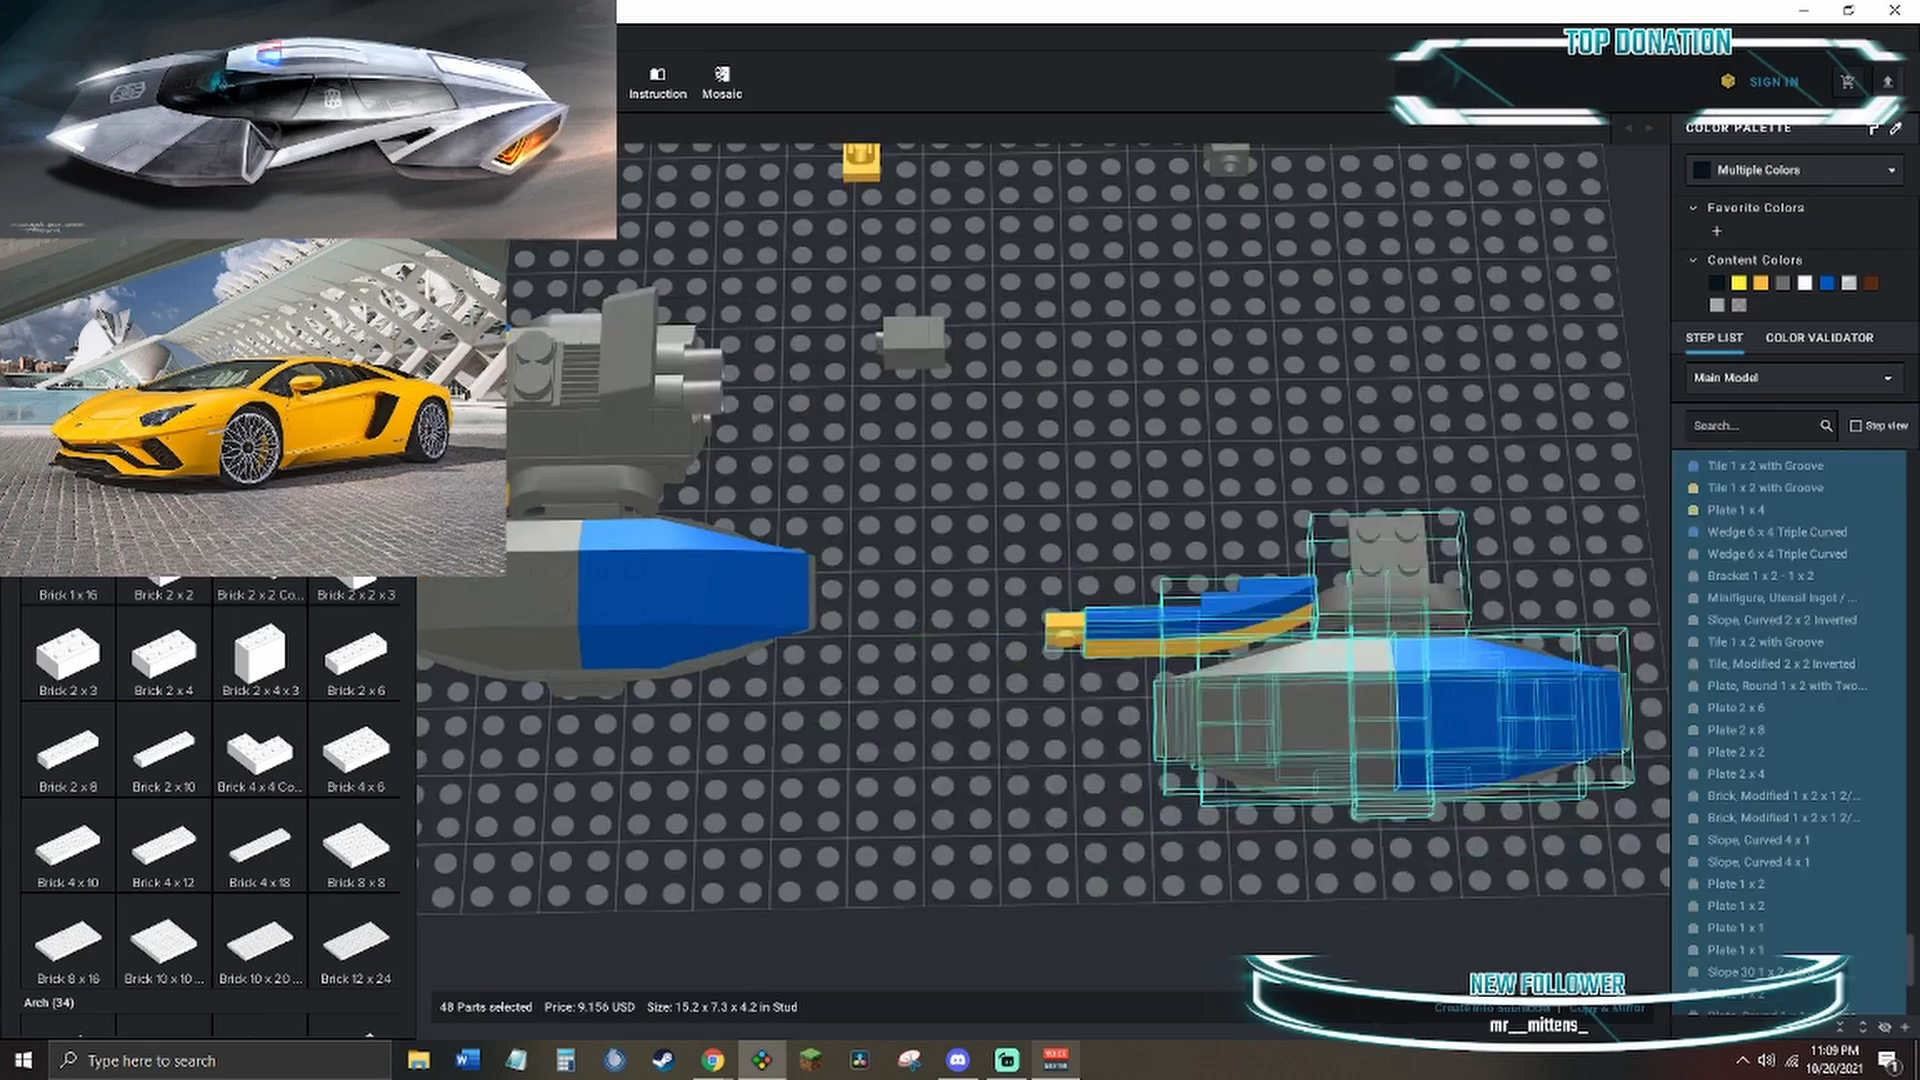 TOP DONATION
Instruction
Mosaic
SIGN IN
COLOR PALETTE
Multiple Colors
Favorite Colors
+
Content Colors
STEP LIST
COLOR VALIDATOR
Main Model
Search...
Step view
Tile 1 x 2 with Groove
Tile 1 x 2 with Groove
Plate 1 x 4
Wedge 6 x 4 Triple Curved
Wedge 6 x 4 Triple Curved
Bracket 1 x 2 - 1 x 2
Minifigure, Utensil Ingot / ...
Slope, Curved 2 x 2 Inverted
Tile 1 x 2 with Groove
Tile, Modified 2 x 2 Inverted
Plate, Round 1 x 2 with Two...
Plate 2 x 6
Plate 2 x 8
Plate 2 x 2
Plate 2 x 4
Brick, Modified 1 x 2 x 1 2/...
Brick, Modified 1 x 2 x 1 2/...
Slope, Curved 4 x 1
Slope, Curved 4 x 1
Plate 1 x 2
Plate 1 x 2
Plate 1 x 1
Plate 1 x 1
Slope 30 1 x 2
Brick 1 x 16
Brick 2 x 2
Brick 2 x 2 Co...
Brick 2 x 2 x 3
Brick 2 x 3
Brick 2 x 4
Brick 2 x 4 x 3
Brick 2 x 6
Brick 2 x 8
Brick 2 x 10
Brick 4 x 4 Co...
Brick 4 x 6
Brick 4 x 10
Brick 4 x 12
Brick 4 x 18
Brick 8 x 8
Brick 8 x 16
Brick 10 x 10 ...
Brick 10 x 20 ...
Brick 12 x 24
Arch (34)
48 Parts selected Price: 9.156 USD Size: 15.2 x 7.3 x 4.2 in Stud
NEW FOLLOWER
mr__mittens_
Type here to search
11:09 PM
10/20/2021